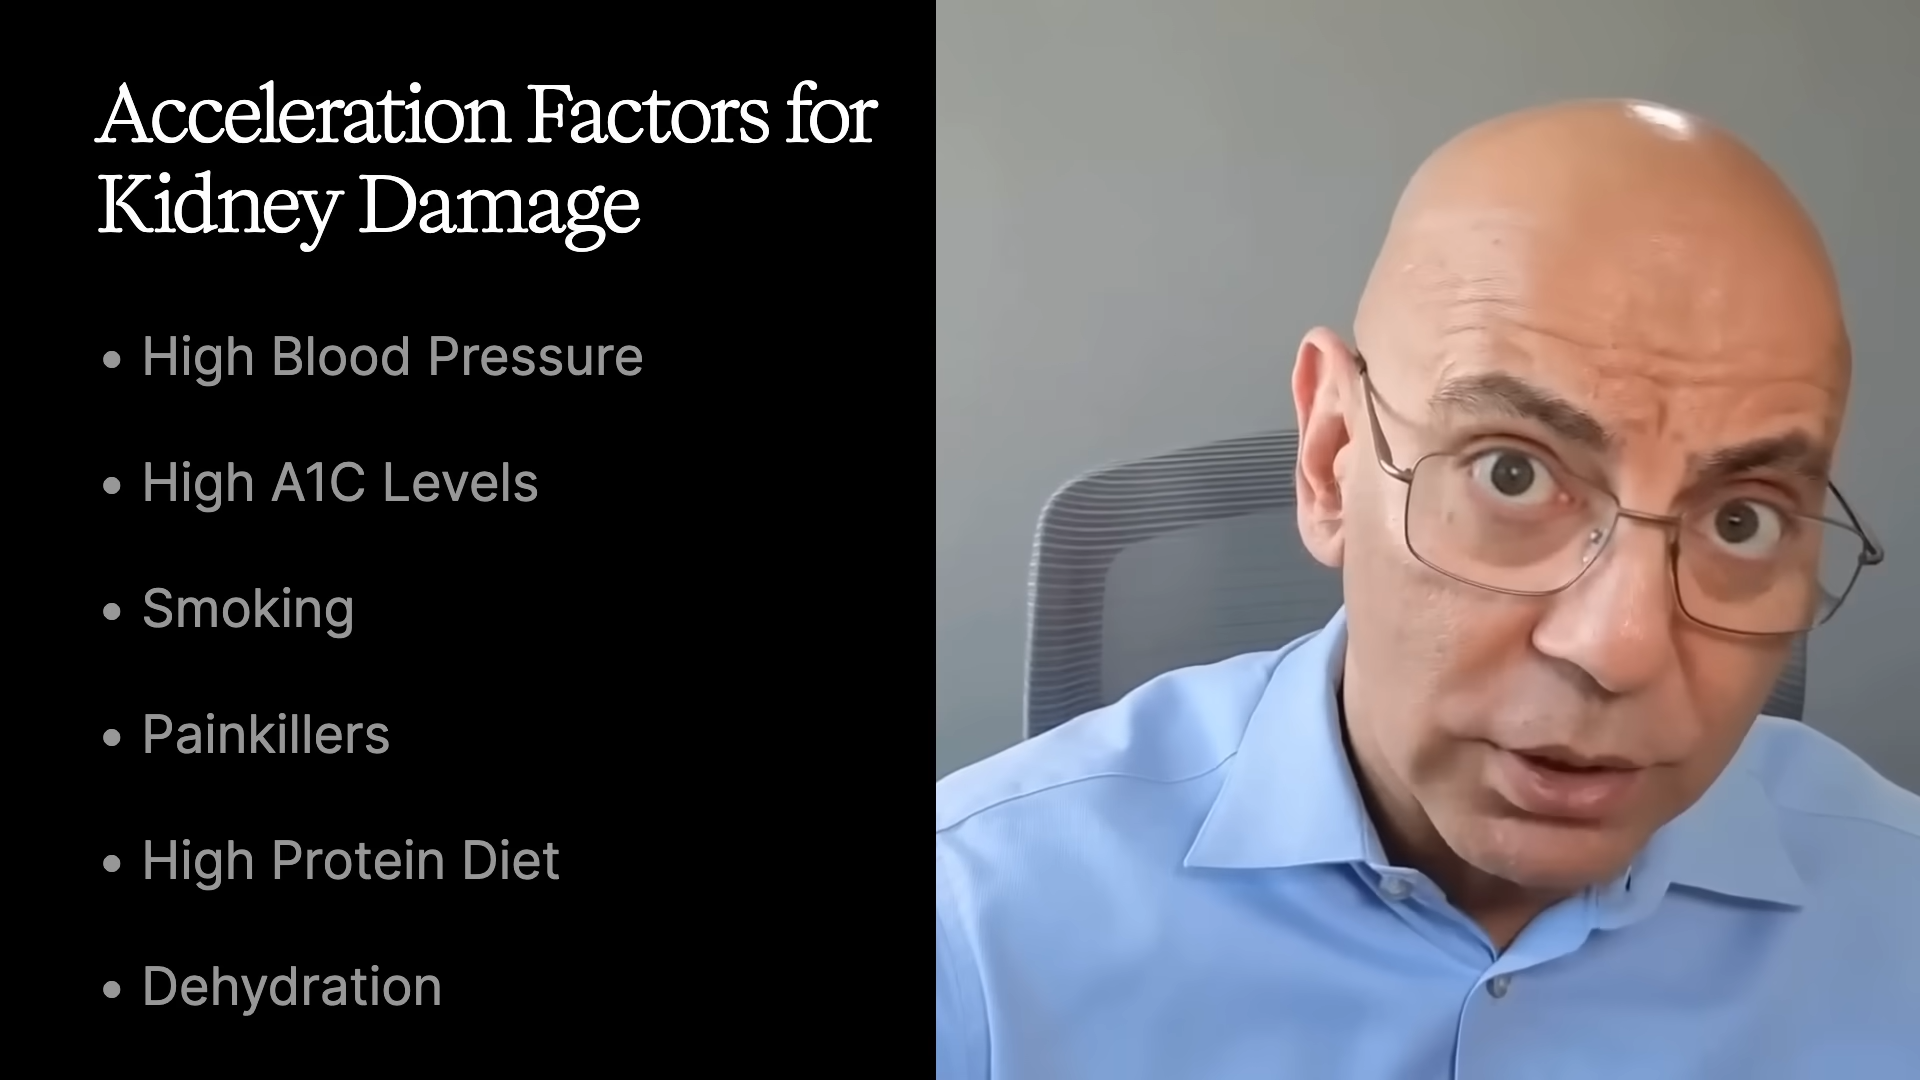 Acceleration Factors for
Kidney Damage
• High Blood Pressure
• High A1C Levels
• Smoking
• Painkillers
• High Protein Diet
• Dehydration